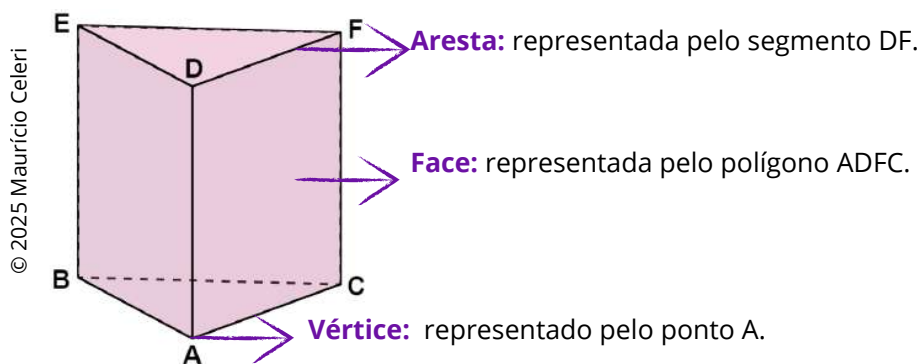 E
F
Aresta: representada pelo segmento DF.
D
© 2025 Maurício Celeri
Face: representada pelo polígono ADFC.
B
C
Vértice: representado pelo ponto A.
A